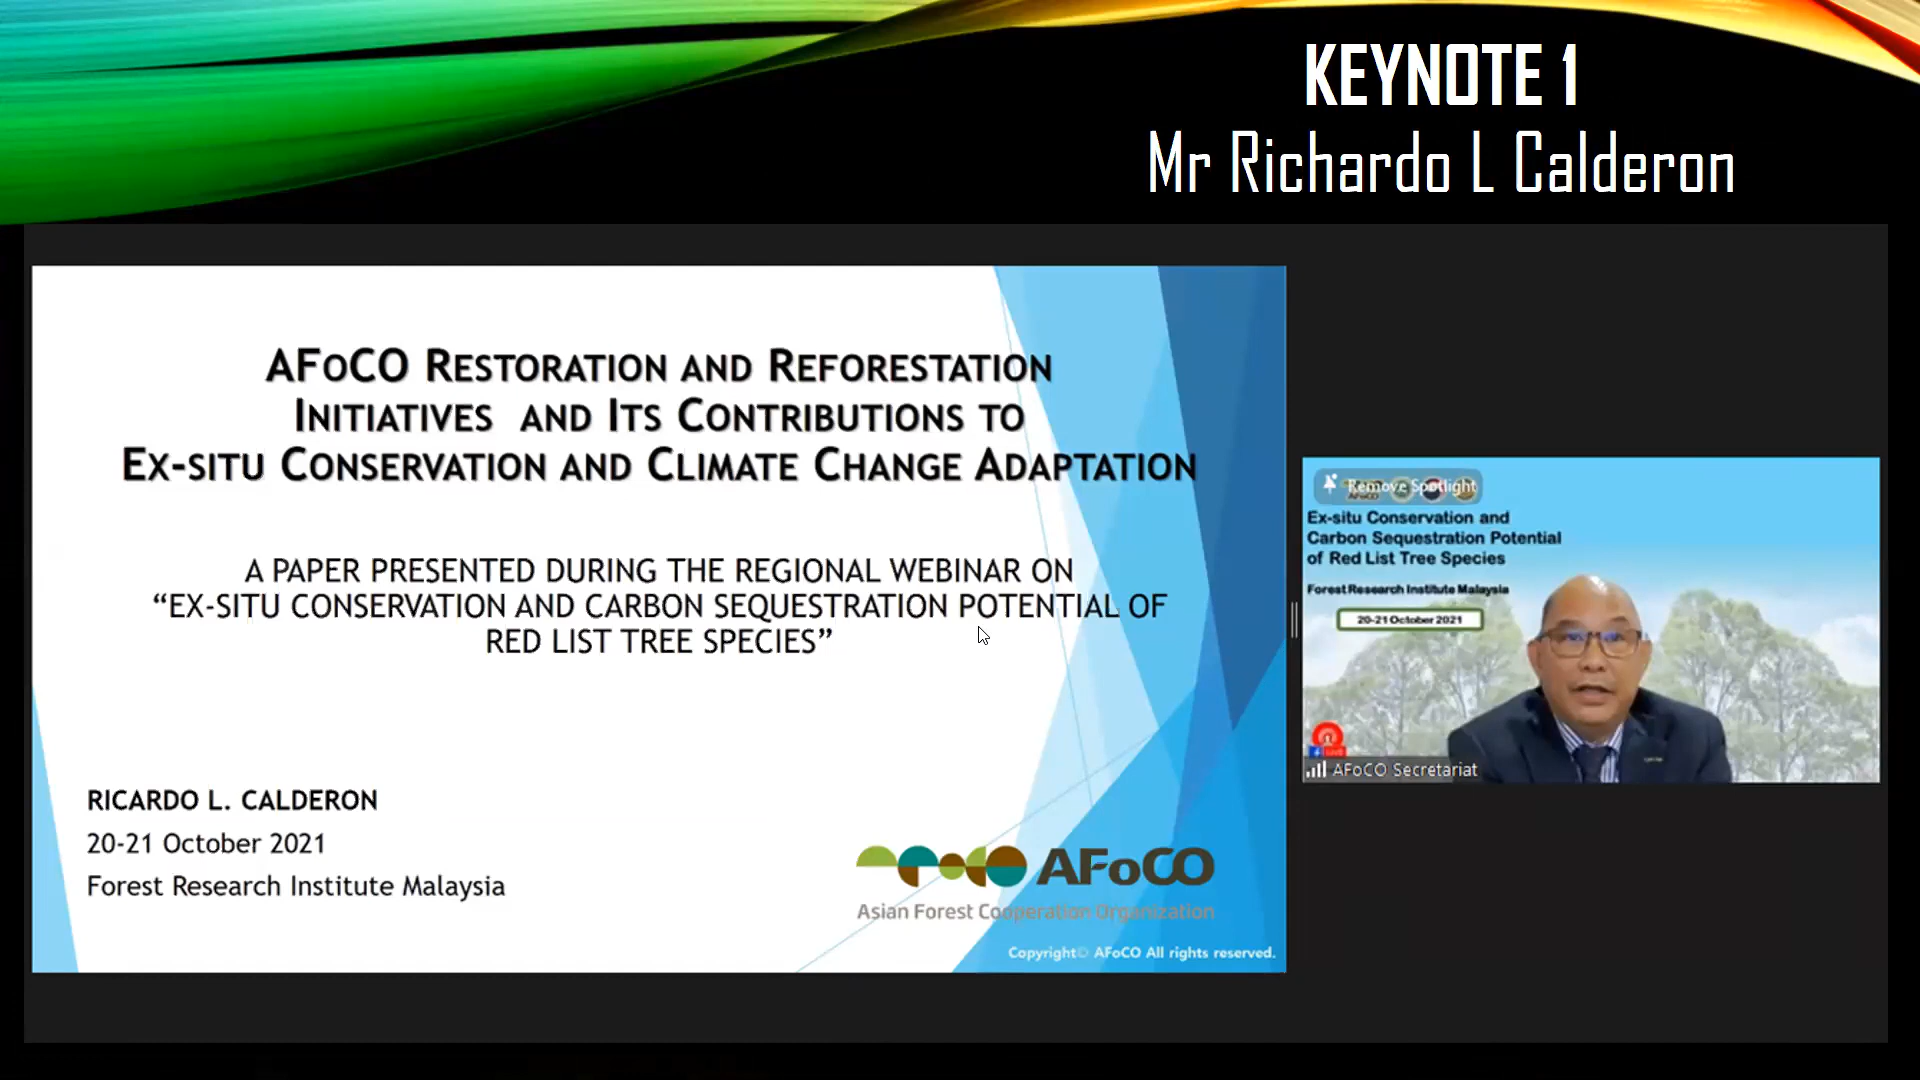 KEYNOTE 1
Mr Richardo L Calderon
AFOCO RESTORATION AND REFORESTATION
INITIATIVES AND ITS CONTRIBUTIONS TO
EX-SITU CONSERVATION AND CLIMATE CHANGE ADAPTATION
A PAPER PRESENTED DURING THE REGIONAL WEBINAR ON
“EX-SITU CONSERVATION AND CARBON SEQUESTRATION POTENTIAL OF
RED LIST TREE SPECIES”
RICARDO L. CALDERON
20-21 October 2021
Forest Research Institute Malaysia
AFoCO
Asian Forest Cooperation Organization
Copyright© AFoCO All rights reserved.
Remove Spotlight
Ex-situ Conservation and
Carbon Sequestration Potential
of Red List Tree Species
Forest Research Institute Malaysia
20-21 October 2021
LIVE
AFoCO Secretariat